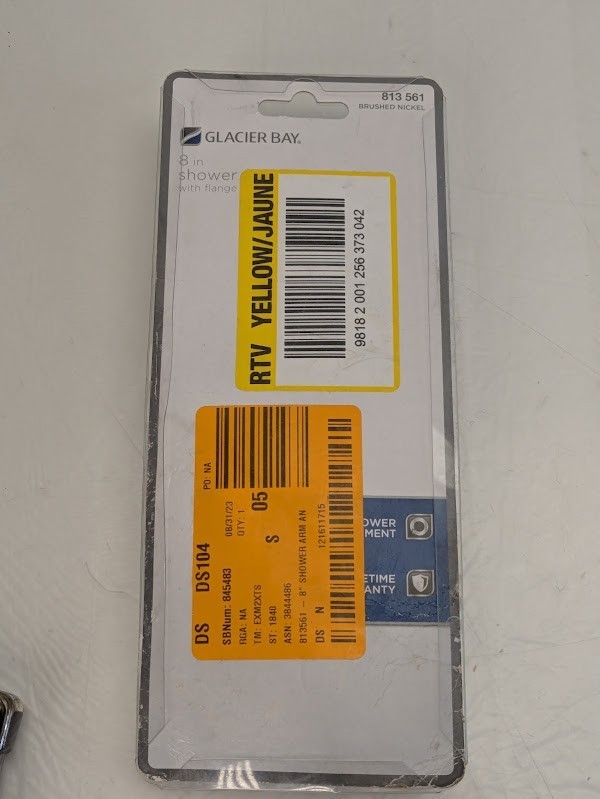 813 561
BRUSHED NICKEL
GLACIER BAY®
8 in
shower
with flange
RTV YELLOW/JAUNE
9818 2 001 256 373 042
PO: NA
DS DS104
SBNum: 845483 08/31/23
RGA: NA QTY: 1
TM: EXM2XTS
ST: 1840 S 05
ASN: 3844486
813561 -- 8" SHOWER ARM AN
DS N 121611715
OWER
MENT
ETIME
ANTY